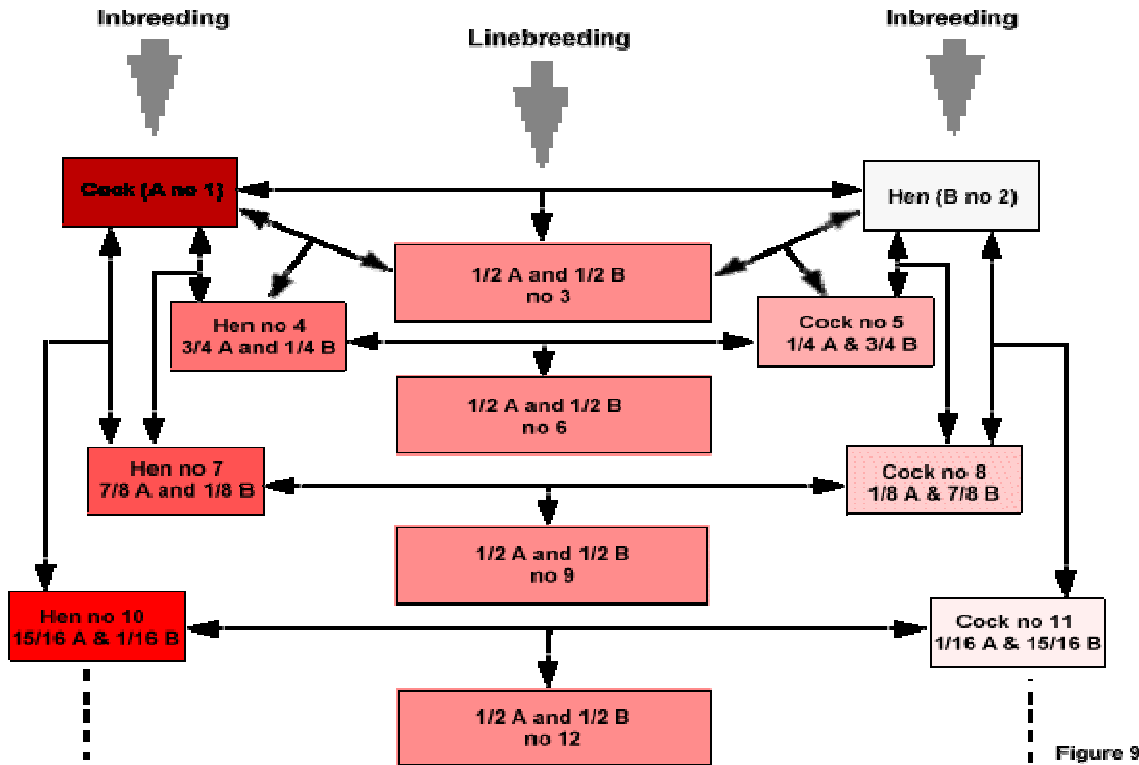 Inbreeding
Linebreeding
Inbreeding
Cock (A no 1)
Hen (B no 2)
1/2 A and 1/2 B
no 3
Hen no 4
3/4 A and 1/4 B
Cock no 5
1/4 A & 3/4 B
1/2 A and 1/2 B
no 6
Hen no 7
7/8 A and 1/8 B
Cock no 8
1/8 A & 7/8 B
1/2 A and 1/2 B
no 9
Hen no 10
15/16 A & 1/16 B
Cock no 11
1/16 A & 15/16 B
1/2 A and 1/2 B
no 12
Figure 9